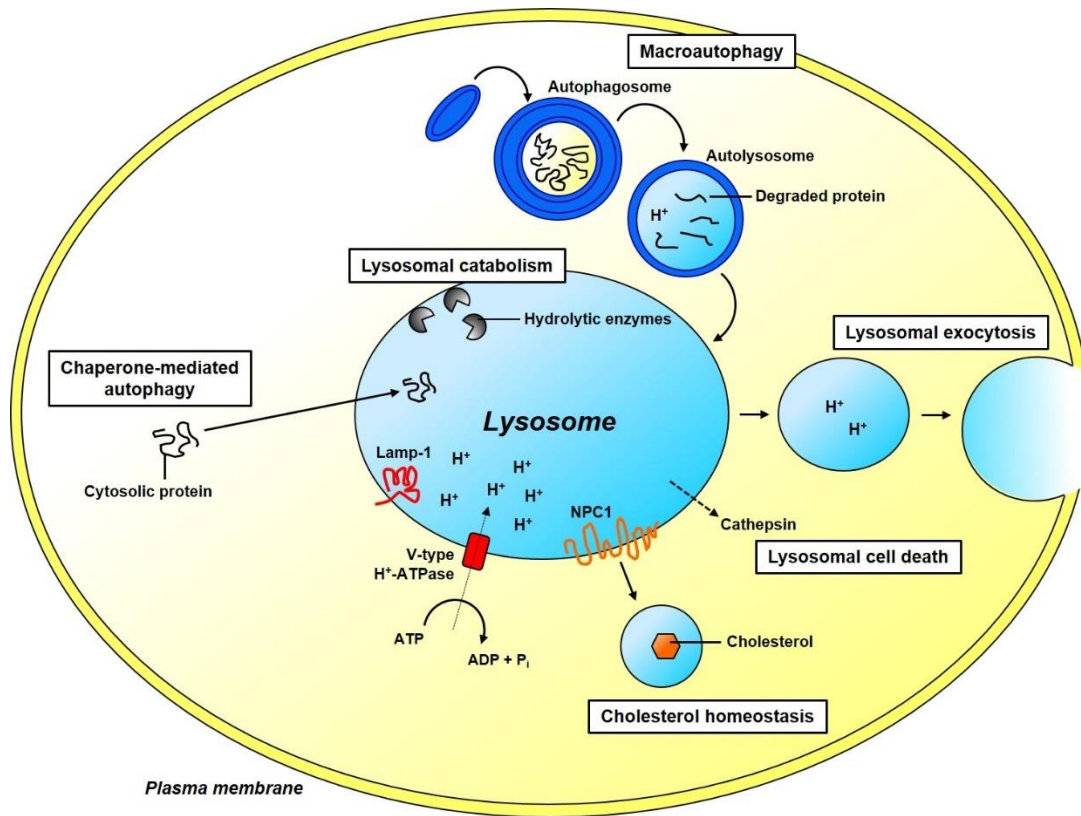 Macroautophagy
Autophagosome
Autolysosome
Degraded protein
H⁺
Lysosomal catabolism
Hydrolytic enzymes
Lysosomal exocytosis
Chaperone-mediated
autophagy
Cytosolic protein
Lysosome
H⁺
H⁺
Lamp-1
H⁺
H⁺
H⁺
H⁺
H⁺
H⁺
NPC1
V-type
H⁺-ATPase
ATP
ADP + Pᵢ
Cathepsin
Lysosomal cell death
Cholesterol
Cholesterol homeostasis
Plasma membrane